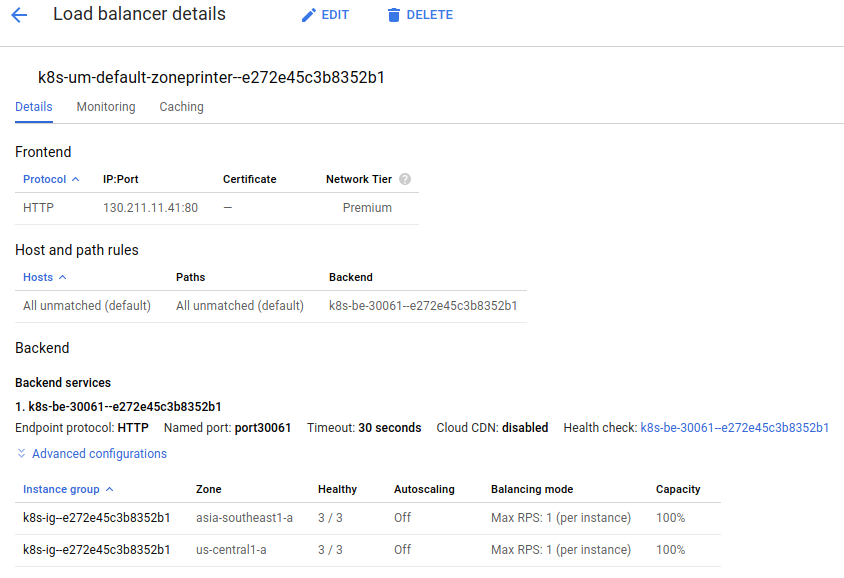 Load balancer details EDIT DELETE
k8s-um-default-zoneprinter--e272e45c3b8352b1
Details Monitoring Caching
Frontend
Protocol IP:Port Certificate Network Tier ?
HTTP 130.211.11.41:80 — Premium
Host and path rules
Hosts Paths Backend
All unmatched (default) All unmatched (default) k8s-be-30061--e272e45c3b8352b1
Backend
Backend services
1. k8s-be-30061--e272e45c3b8352b1
Endpoint protocol: HTTP Named port: port30061 Timeout: 30 seconds Cloud CDN: disabled Health check: k8s-be-30061--e272e45c3b8352b1
Advanced configurations
Instance group Zone Healthy Autoscaling Balancing mode Capacity
k8s-ig--e272e45c3b8352b1 asia-southeast1-a 3 / 3 Off Max RPS: 1 (per instance) 100%
k8s-ig--e272e45c3b8352b1 us-central1-a 3 / 3 Off Max RPS: 1 (per instance) 100%